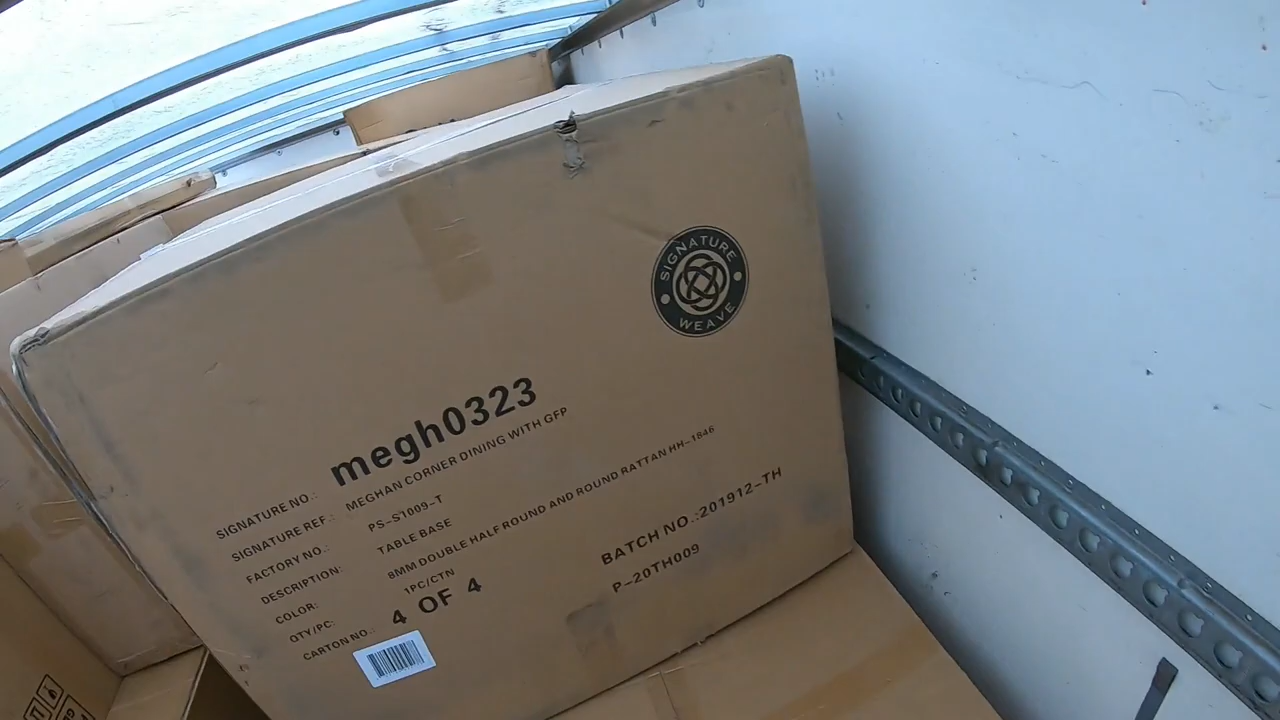 SIGNATURE
WEAVE
SIGNATURE NO.: megh0323
SIGNATURE REF.: MEGHAN CORNER DINING WITH GFP
FACTORY NO.: PS-S1009-T
DESCRIPTION: TABLE BASE
COLOR: 8MM DOUBLE HALF ROUND AND ROUND RATTAN HH-1846
QTY/PC: 1PC/CTN
CARTON NO.: 4 OF 4
BATCH NO.:201912-TH
P-20TH009